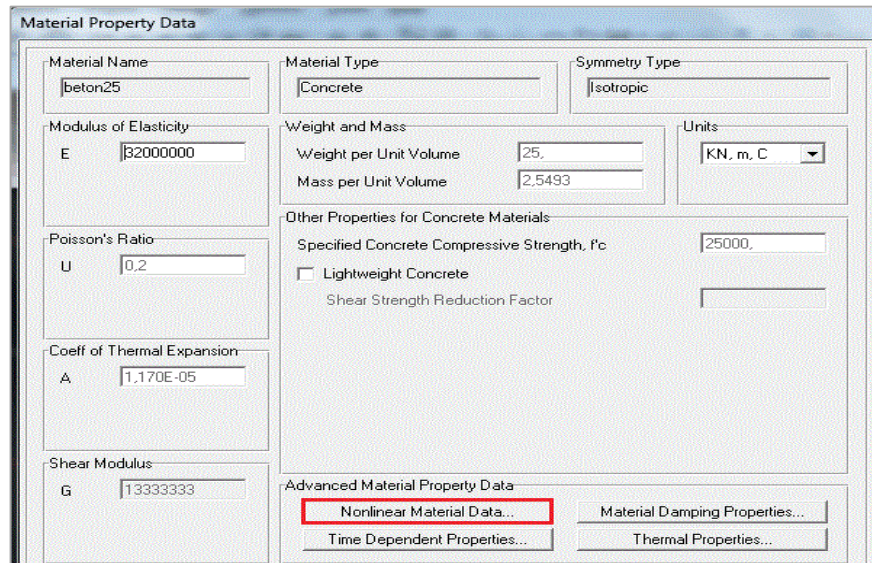 Material Property Data
Material Name
beton25
Material Type
Concrete
Symmetry Type
Isotropic
Modulus of Elasticity
E 32000000
Weight and Mass
Weight per Unit Volume 25,
Mass per Unit Volume 2,5493
Units
KN, m, C
Poisson's Ratio
U 0,2
Other Properties for Concrete Materials
Specified Concrete Compressive Strength, f'c 25000,
Lightweight Concrete
Shear Strength Reduction Factor
Coeff of Thermal Expansion
A 1,170E-05
Shear Modulus
G 13333333
Advanced Material Property Data
Nonlinear Material Data... Material Damping Properties...
Time Dependent Properties... Thermal Properties...